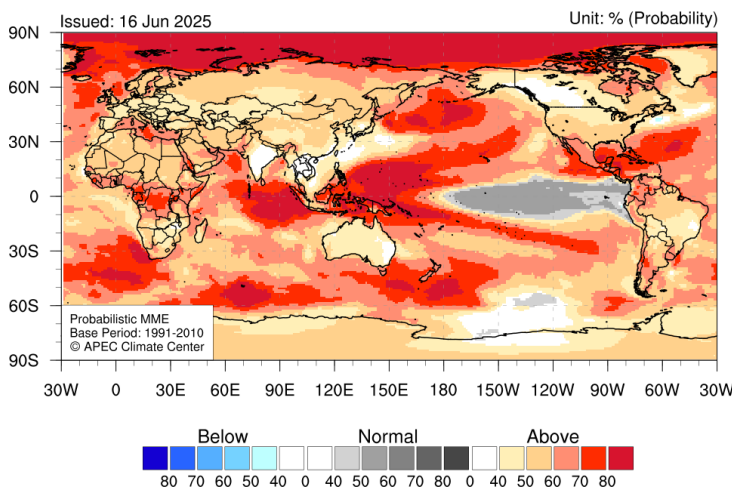 Issued: 16 Jun 2025
Unit: % (Probability)
90N
60N
30N
0
30S
60S
90S
Probabilistic MME
Base Period: 1991-2010
© APEC Climate Center
30W 0 30E 60E 90E 120E 150E 180 150W 120W 90W 60W 30W
Below Normal Above
80 70 60 50 40 0 40 50 60 70 80 0 40 50 60 70 80